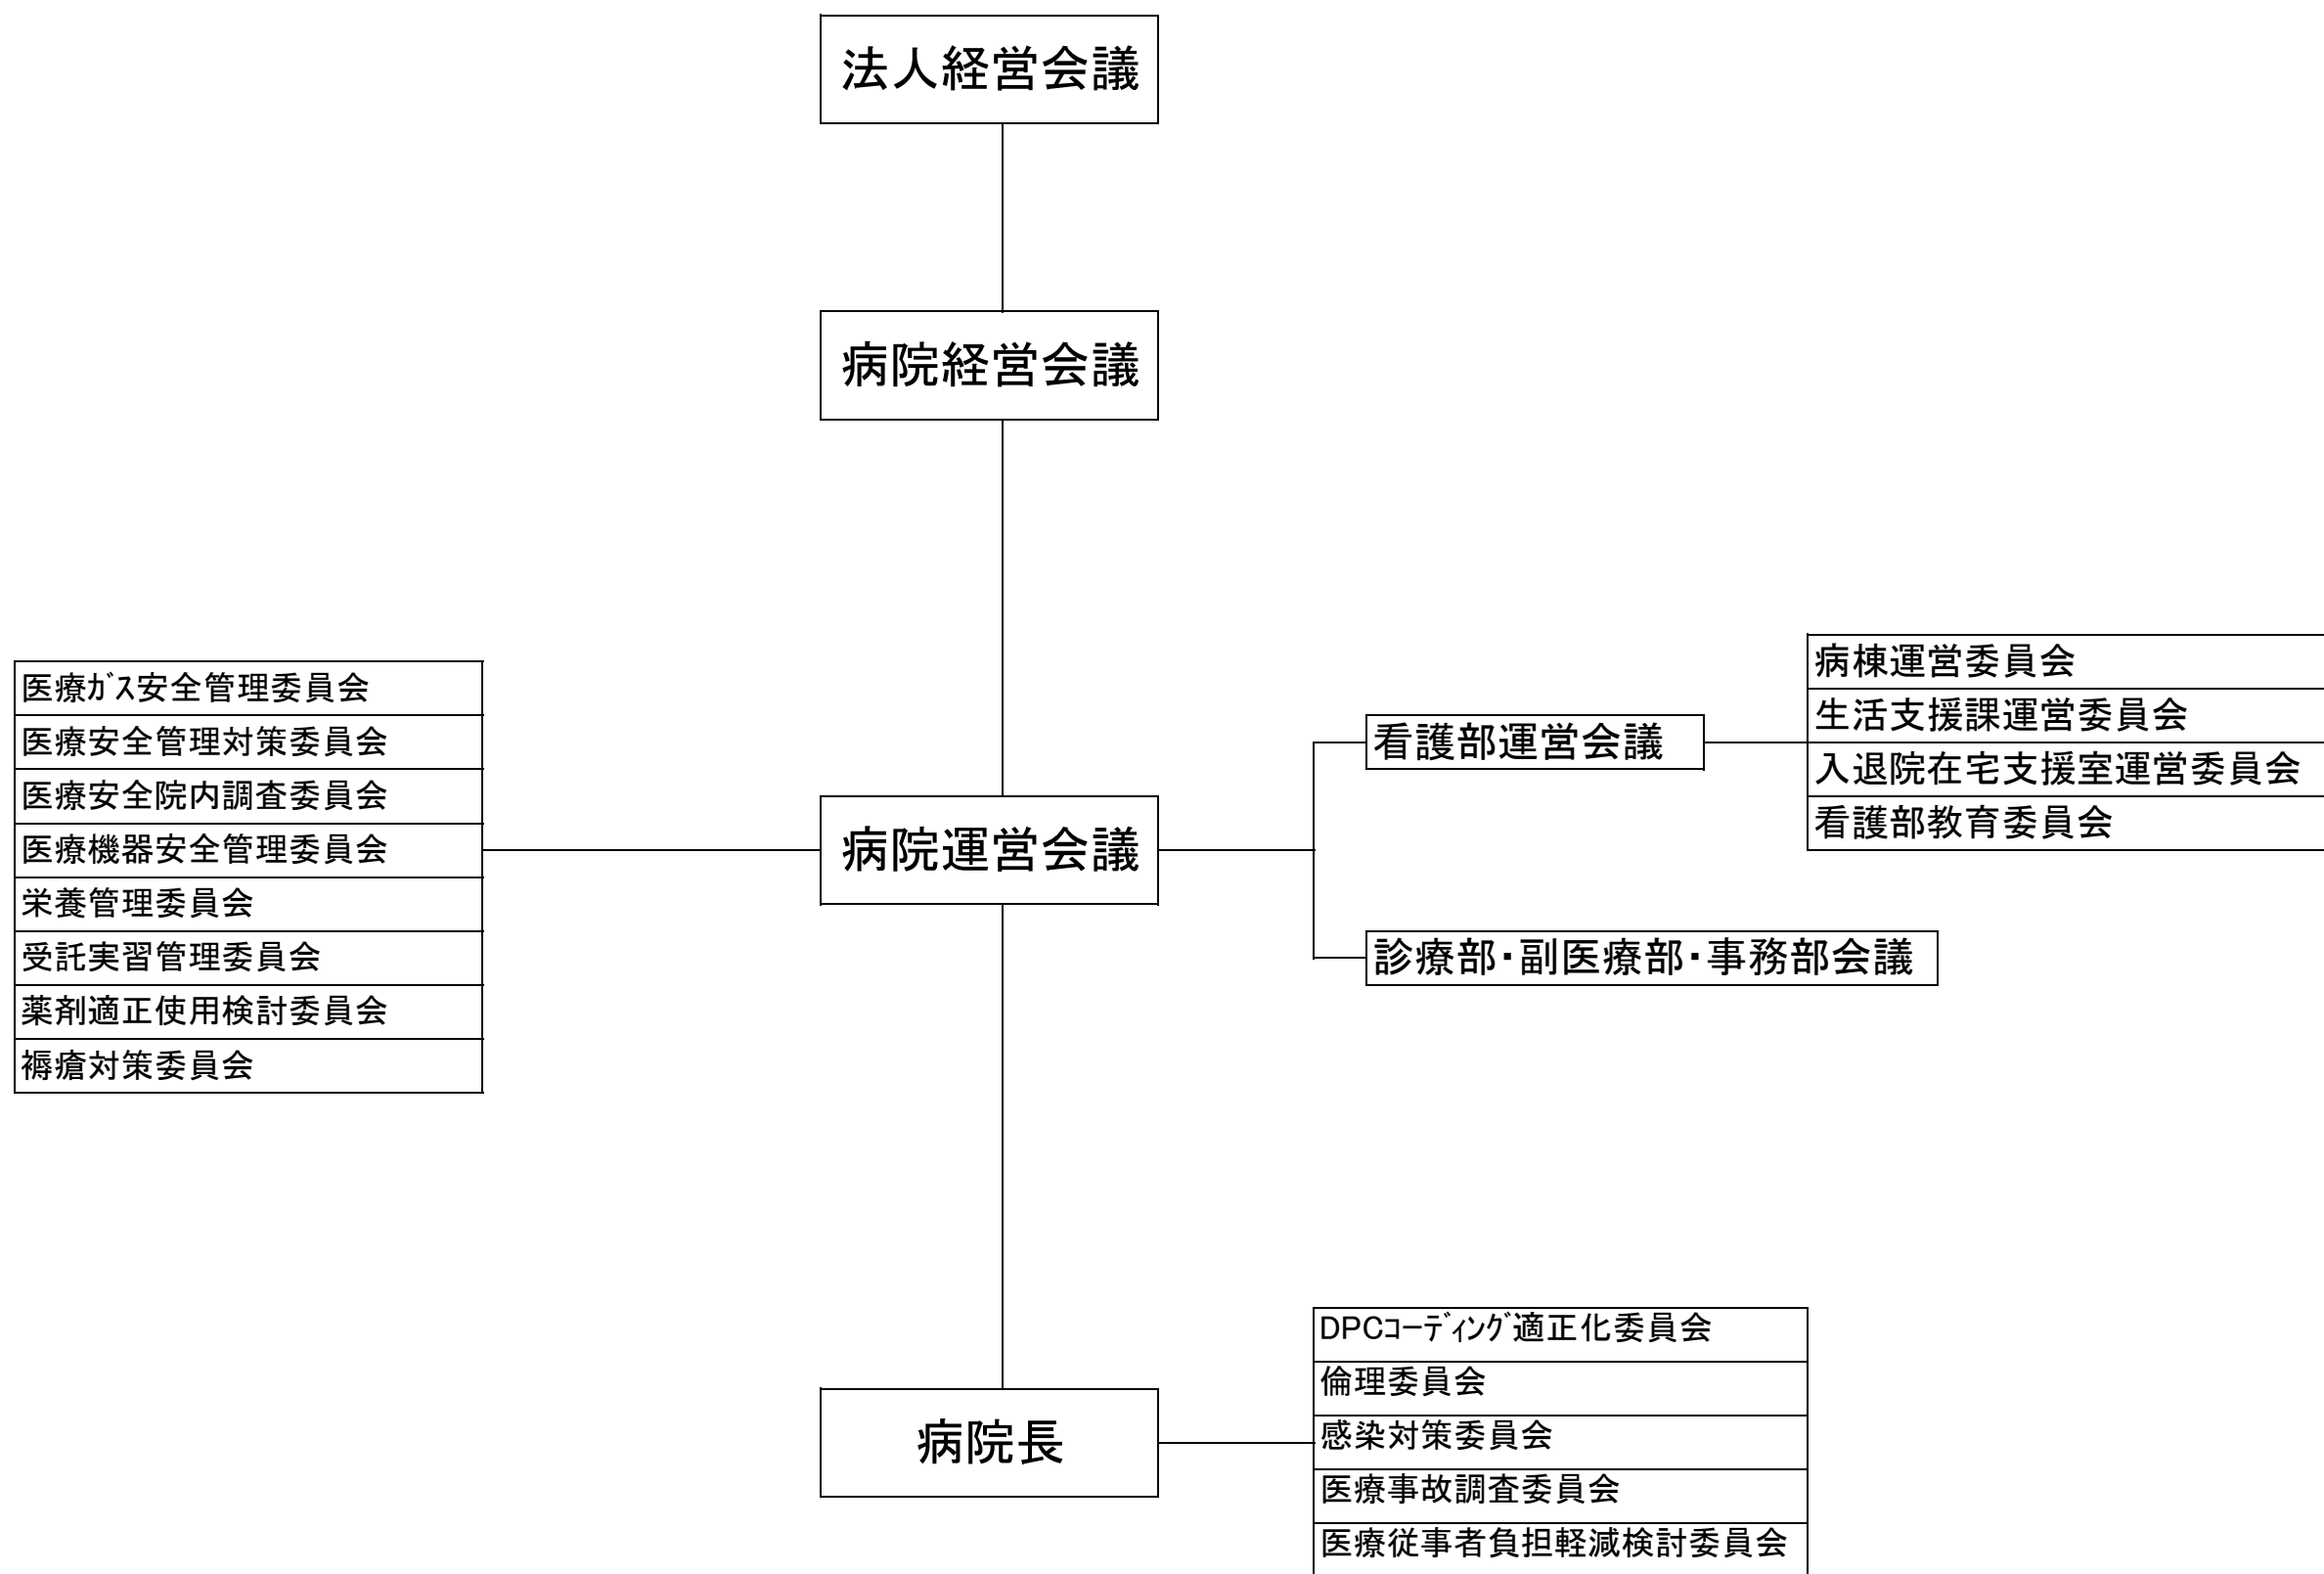 法人経営会議
病院経営会議
医療ｶﾞｽ安全管理委員会
医療安全管理対策委員会
医療安全院内調査委員会
医療機器安全管理委員会
栄養管理委員会
受託実習管理委員会
薬剤適正使用検討委員会
褥瘡対策委員会
病院運営会議
看護部運営会議
病棟運営委員会
生活支援課運営委員会
入退院在宅支援室運営委員会
看護部教育委員会
診療部・副医療部・事務部会議
病院長
DPCｺｰﾃﾞｨﾝｸﾞ適正化委員会
倫理委員会
感染対策委員会
医療事故調査委員会
医療従事者負担軽減検討委員会